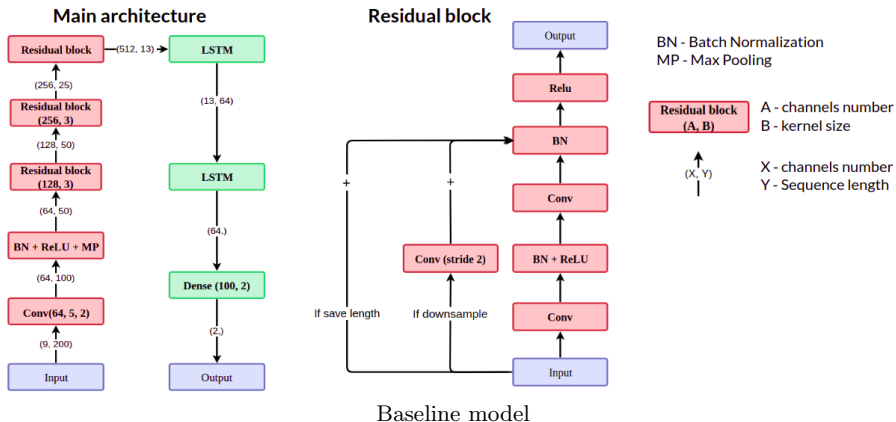 Main architecture
Residual block
(512, 13)
LSTM
(256, 25)
Residual block
(256, 3)
(13, 64)
(128, 50)
Residual block
(128, 3)
LSTM
(64, 50)
(64,)
BN + ReLU + MP
(64, 100)
Dense (100, 2)
Conv(64, 5, 2)
(2,)
(9, 200)
Input
Output
Residual block
Output
Relu
BN
+
+
Conv
Conv (stride 2)
BN + ReLU
If save length
If downsample
Conv
Input
BN - Batch Normalization
MP - Max Pooling
Residual block
(A, B)
A - channels number
B - kernel size
(X, Y)
X - channels number
Y - Sequence length
Baseline model